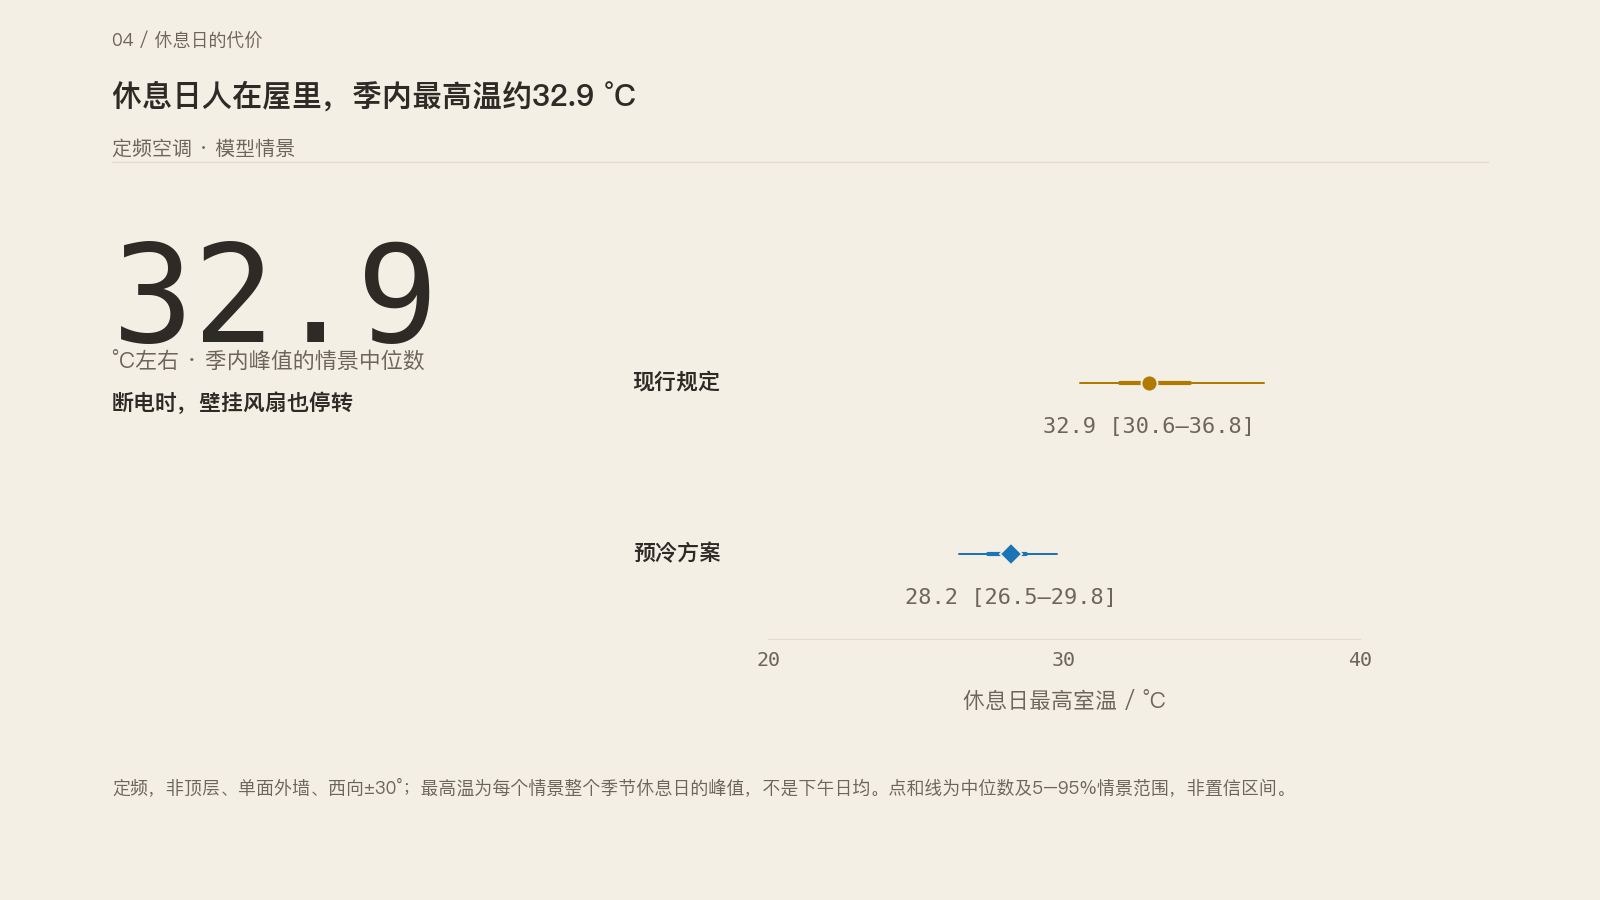 04 / 休息日的代价
休息日人在屋里，季内最高温约32.9 °C
定频空调 · 模型情景
32.9
°C左右 · 季内峰值的情景中位数
断电时，壁挂风扇也停转
现行规定
32.9 [30.6–36.8]
预冷方案
28.2 [26.5–29.8]
20 30 40
休息日最高室温 / °C
定频，非顶层、单面外墙、西向±30°；最高温为每个情景整个季节休息日的峰值，不是下午日均。点和线为中位数及5–95%情景范围，非置信区间。